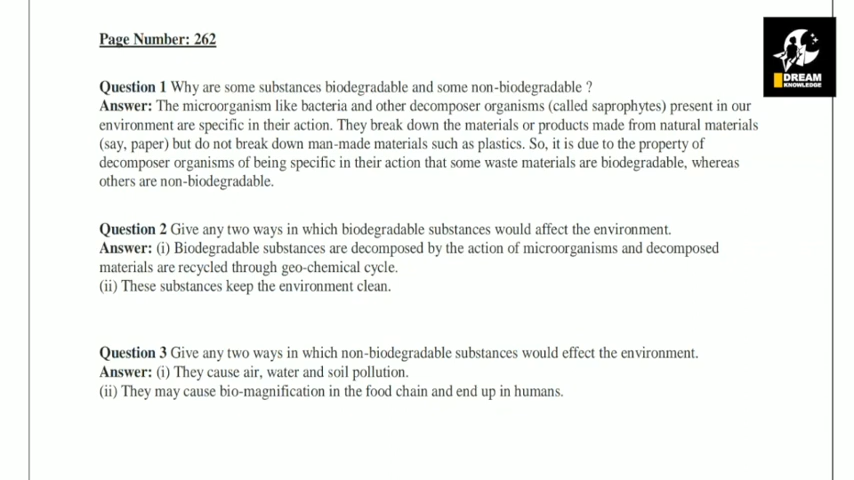 Page Number: 262
DREAM
KNOWLEDGE
Question 1 Why are some substances biodegradable and some non-biodegradable ?
Answer: The microorganism like bacteria and other decomposer organisms (called saprophytes) present in our
environment are specific in their action. They break down the materials or products made from natural materials
(say, paper) but do not break down man-made materials such as plastics. So, it is due to the property of
decomposer organisms of being specific in their action that some waste materials are biodegradable, whereas
others are non-biodegradable.
Question 2 Give any two ways in which biodegradable substances would affect the environment.
Answer: (i) Biodegradable substances are decomposed by the action of microorganisms and decomposed
materials are recycled through geo-chemical cycle.
(ii) These substances keep the environment clean.
Question 3 Give any two ways in which non-biodegradable substances would effect the environment.
Answer: (i) They cause air, water and soil pollution.
(ii) They may cause bio-magnification in the food chain and end up in humans.